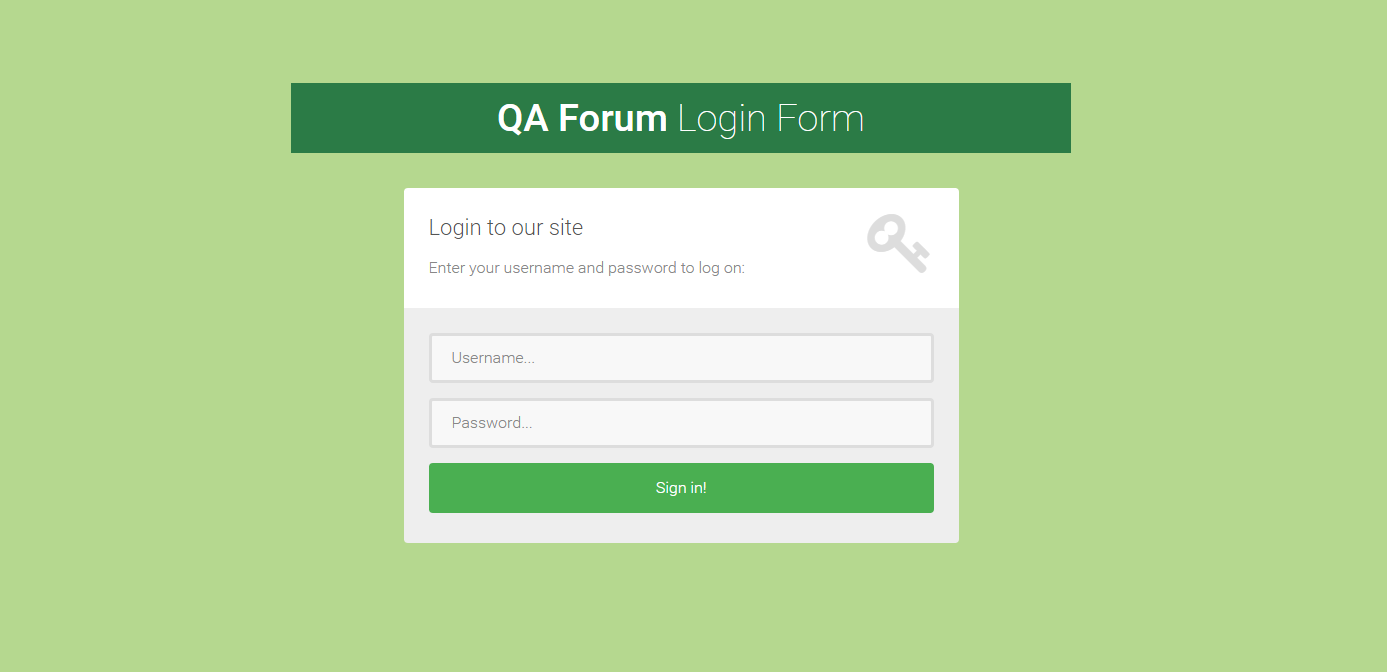 QA Forum Login Form
Login to our site
Enter your username and password to log on:
Username...
Password...
Sign in!